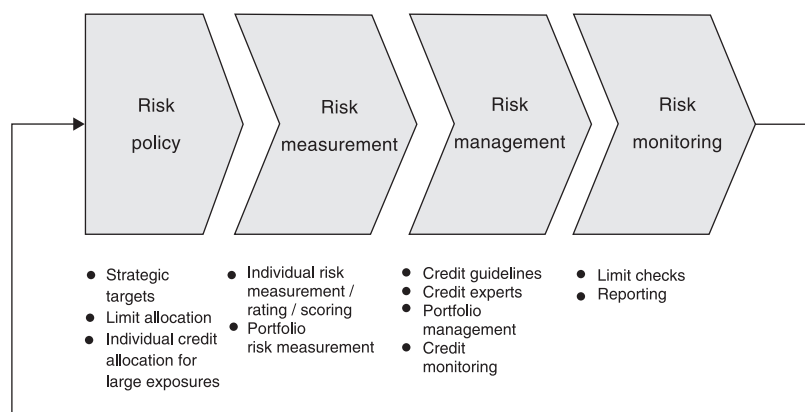 Risk
policy
Risk
measurement
Risk
management
Risk
monitoring
● Strategic
targets
● Limit allocation
● Individual credit
allocation for
large exposures
● Individual risk
measurement /
rating / scoring
● Portfolio
risk measurement
● Credit guidelines
● Credit experts
● Portfolio
management
● Credit
monitoring
● Limit checks
● Reporting